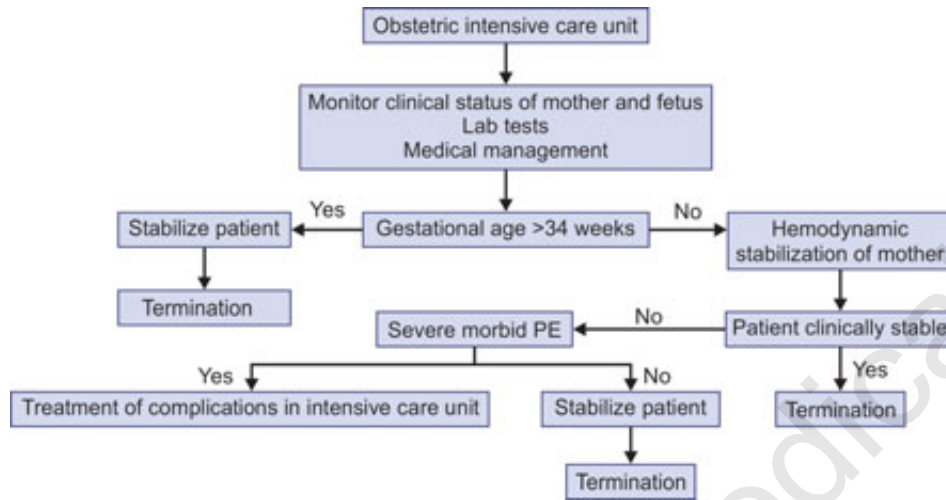 Obstetric intensive care unit
Monitor clinical status of mother and fetus
Lab tests
Medical management
Yes
No
Stabilize patient
Gestational age >34 weeks
Hemodynamic
stabilization of mother
Termination
No
Severe morbid PE
Patient clinically stable
Yes
No
Yes
Treatment of complications in intensive care unit
Stabilize patient
Termination
Termination